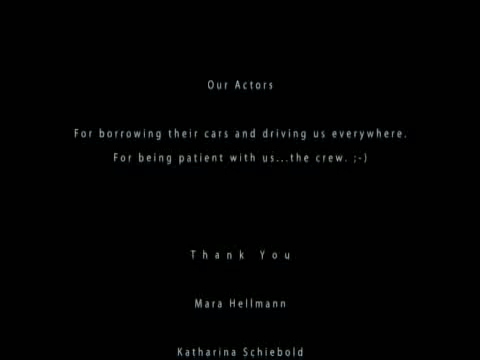 Our Actors
For borrowing their cars and driving us everywhere.
For being patient with us...the crew. ;-)
Thank You
Mara Hellmann
Katharina Schiebold